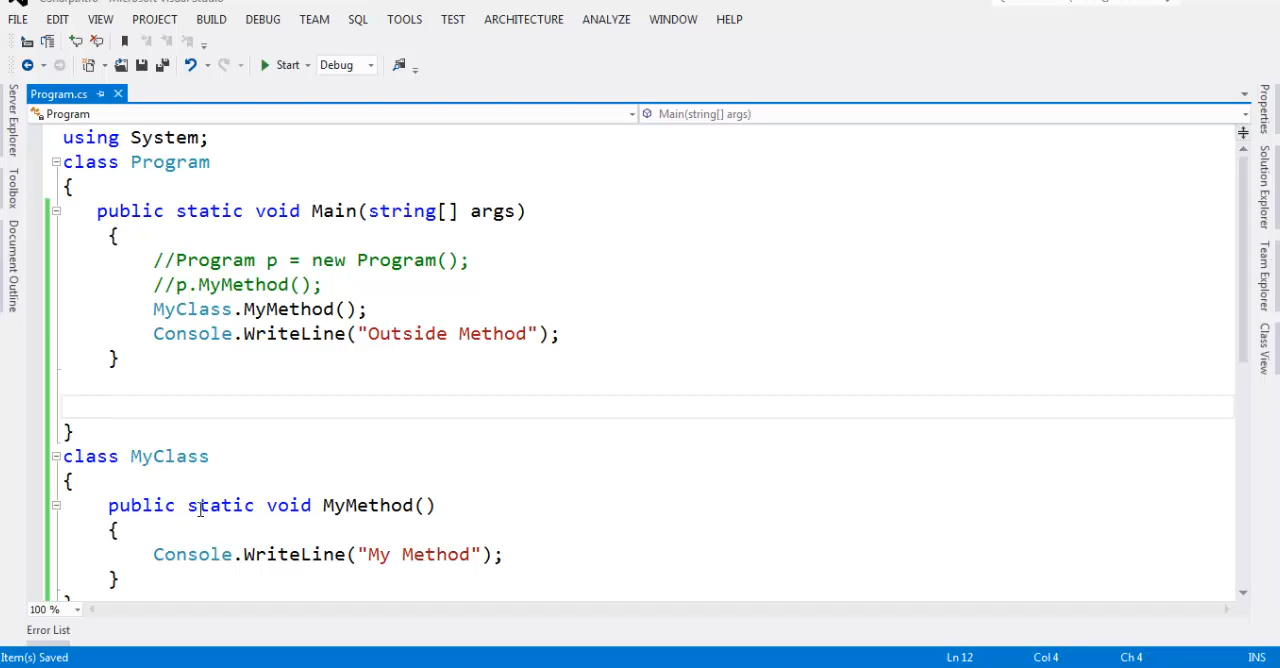 FILE EDIT VIEW PROJECT BUILD DEBUG TEAM SQL TOOLS TEST ARCHITECTURE ANALYZE WINDOW HELP
Start Debug
Server Explorer
Toolbox
Document Outline
Program.cs
Program Main(string[] args)
using System;
class Program
{
public static void Main(string[] args)
{
//Program p = new Program();
//p.MyMethod();
MyClass.MyMethod();
Console.WriteLine("Outside Method");
}
}
class MyClass
{
public static void MyMethod()
{
Console.WriteLine("My Method");
}
Properties
Solution Explorer
Team Explorer
Class View
100 %
Error List
Item(s) Saved Ln 12 Col 4 Ch 4 INS